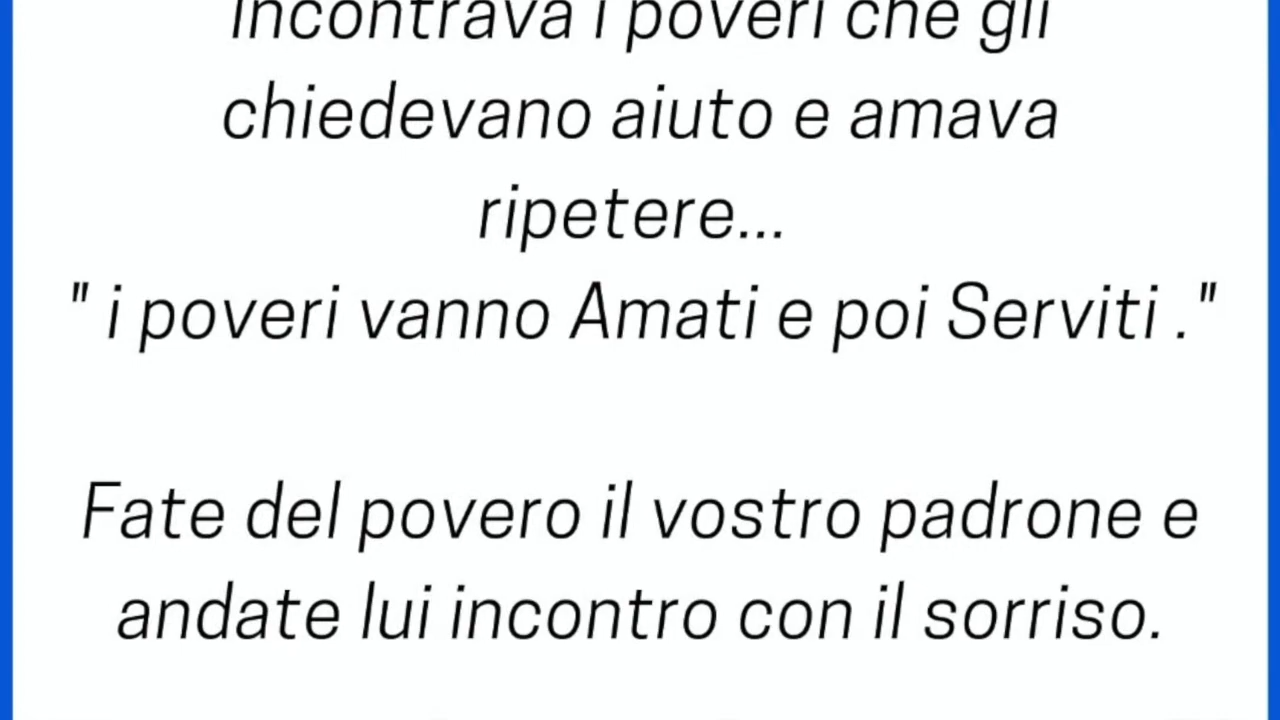 incontrava i poveri che gli
chiedevano aiuto e amava
ripetere...
" i poveri vanno Amati e poi Serviti ."
Fate del povero il vostro padrone e
andate lui incontro con il sorriso.